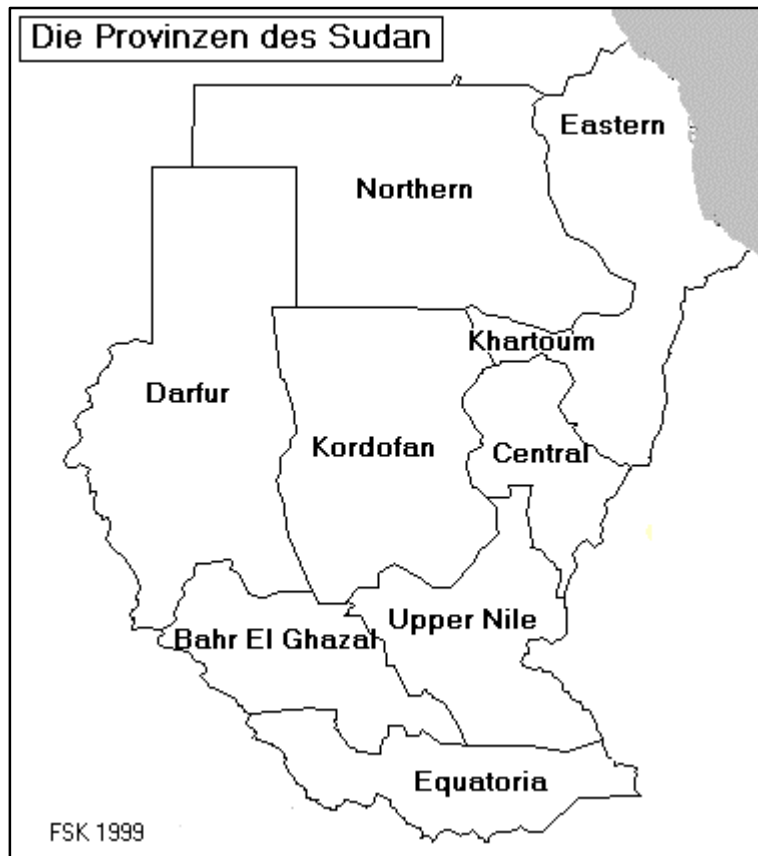 Die Provinzen des Sudan
Eastern
Northern
Khartoum
Darfur
Kordofan
Central
Upper Nile
Bahr El Ghazal
Equatoria
FSK 1999